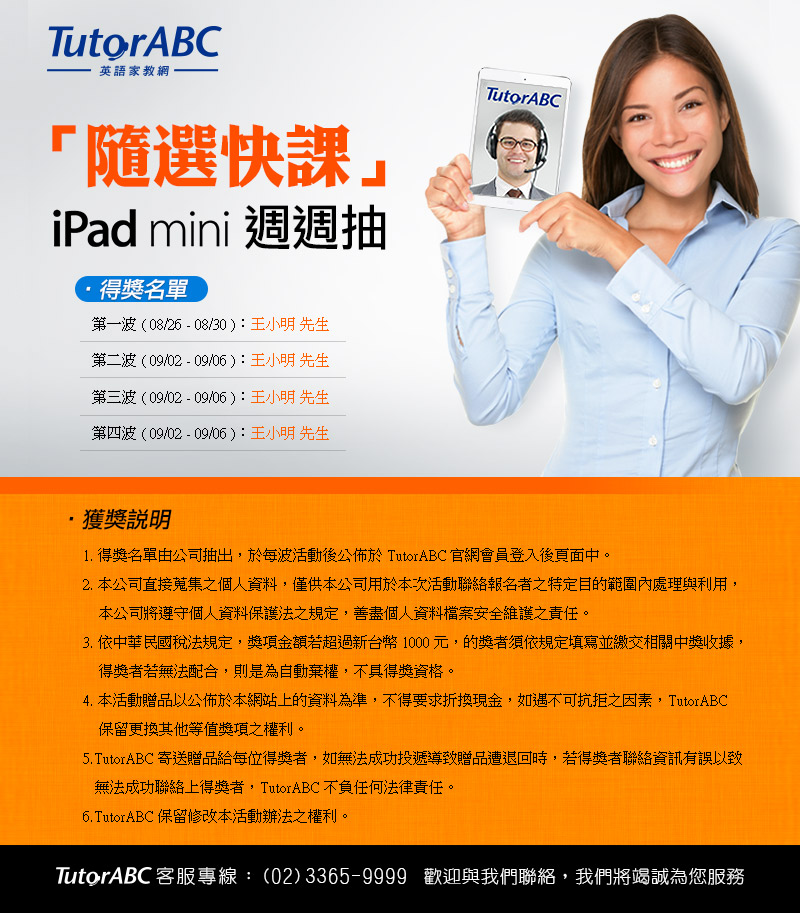 TutorABC
英語家教網
TutorABC
「隨選快課」
iPad mini 週週抽
・得獎名單
第一波 ( 08/26 - 08/30 )：王小明 先生
第二波 ( 09/02 - 09/06 )：王小明 先生
第三波 ( 09/02 - 09/06 )：王小明 先生
第四波 ( 09/02 - 09/06 )：王小明 先生
・獲獎說明
1. 得獎名單由公司抽出，於每波活動後公佈於 TutorABC 官網會員登入後頁面中。
2. 本公司直接蒐集之個人資料，僅供本公司用於本次活動聯絡報名者之特定目的範圍內處理與利用，
本公司將遵守個人資料保護法之規定，善盡個人資料檔案安全維護之責任。
3. 依中華民國稅法規定，獎項金額若超過新台幣 1000 元，的獎者須依規定填寫並繳交相關中獎收據，
得獎者若無法配合，則是為自動棄權，不具得獎資格。
4. 本活動贈品以公佈於本網站上的資料為準，不得要求折換現金，如遇不可抗拒之因素，TutorABC
保留更換其他等值獎項之權利。
5.TutorABC 寄送贈品給每位得獎者，如無法成功投遞導致贈品遭退回時，若得獎者聯絡資訊有誤以致
無法成功聯絡上得獎者，TutorABC 不負任何法律責任。
6.TutorABC 保留修改本活動辦法之權利。
TutorABC 客服專線：(02)3365-9999 歡迎與我們聯絡，我們將竭誠為您服務